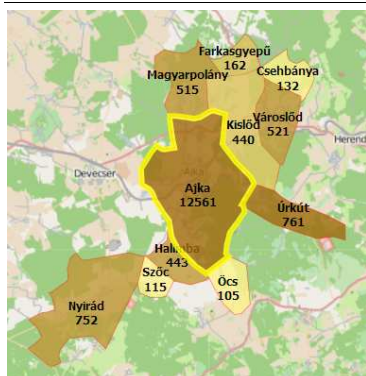 Farkasgyepű
162
Csehbánya
132
Magyarpolány
515
Városlőd
521
Kislőd
440
Herend
Devecser
Ajka
12561
Úrkút
761
Halimba
443
Szőc
115
Öcs
105
Nyirád
752